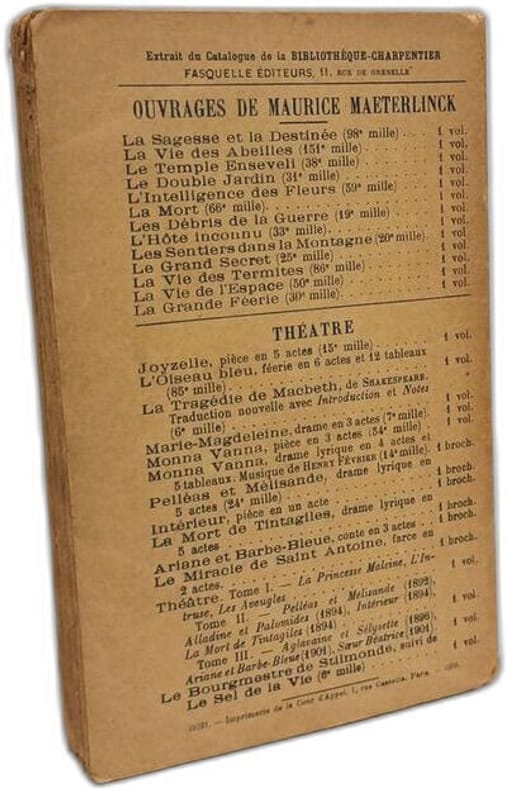 Extrait du Catalogue de la BIBLIOTHÈQUE-CHARPENTIER
FASQUELLE ÉDITEURS, 11, RUE DE GRENELLE
OUVRAGES DE MAURICE MAETERLINCK
La Sagesse et la Destinée (98e mille) .... 1 vol.
La Vie des Abeilles (151e mille) .... 1 vol.
Le Temple Enseveli (38e mille) .... 1 vol.
Le Double Jardin (31e mille) .... 1 vol.
L'Intelligence des Fleurs (59e mille) .... 1 vol.
La Mort (66e mille) .... 1 vol.
Les Débris de la Guerre (19e mille) .... 1 vol.
L'Hôte inconnu (33e mille) .... 1 vol.
Les Sentiers dans la Montagne (20e mille). 1 vol.
Le Grand Secret (25e mille) .... 1 vol.
La Vie des Termites (86e mille) .... 1 vol.
La Vie de l'Espace (50e mille) .... 1 vol.
La Grande Féerie (30e mille) .... 1 vol.
THÉATRE
Joyzelle, pièce en 5 actes (15e mille) .... 1 vol.
L'Oiseau bleu, féerie en 6 actes et 12 tableaux
(85e mille) .... 1 vol.
La Tragédie de Macbeth, de SHAKESPEARE.
Traduction nouvelle avec Introduction et Notes
(6e mille) .... 1 vol.
Marie-Magdeleine, drame en 3 actes (7e mille). 1 vol.
Monna Vanna, pièce en 3 actes (54e mille) . 1 vol.
Monna Vanna, drame lyrique en 4 actes et
5 tableaux. Musique de HENRY FÉVRIER (14e mille). 1 broch.
Pelléas et Mélisande, drame lyrique en
5 actes (24e mille) .... 1 broch.
Intérieur, pièce en un acte .... 1 broch.
La Mort de Tintagiles, drame lyrique en
5 actes .... 1 broch.
Ariane et Barbe-Bleue, conte en 3 actes .. 1 broch.
Le Miracle de Saint Antoine, farce en
2 actes .... 1 broch.
Théâtre. Tome I. — La Princesse Maleine, L'In-
truse, Les Aveugles .... 1 vol.
Tome II. — Pelléas et Mélisande (1892),
Alladine et Palomides (1894), Intérieur (1894),
La Mort de Tintagiles (1894) .... 1 vol.
Tome III. — Aglavaine et Sélysette (1896),
Ariane et Barbe-Bleue (1901), Sœur Béatrice (1901). 1 vol.
Le Bourgmestre de Stilmonde, suivi de
Le Sel de la Vie (6e mille) .... 1 vol.
— Imprimerie de la Cour d'Appel, 1, rue Cassette, Paris.